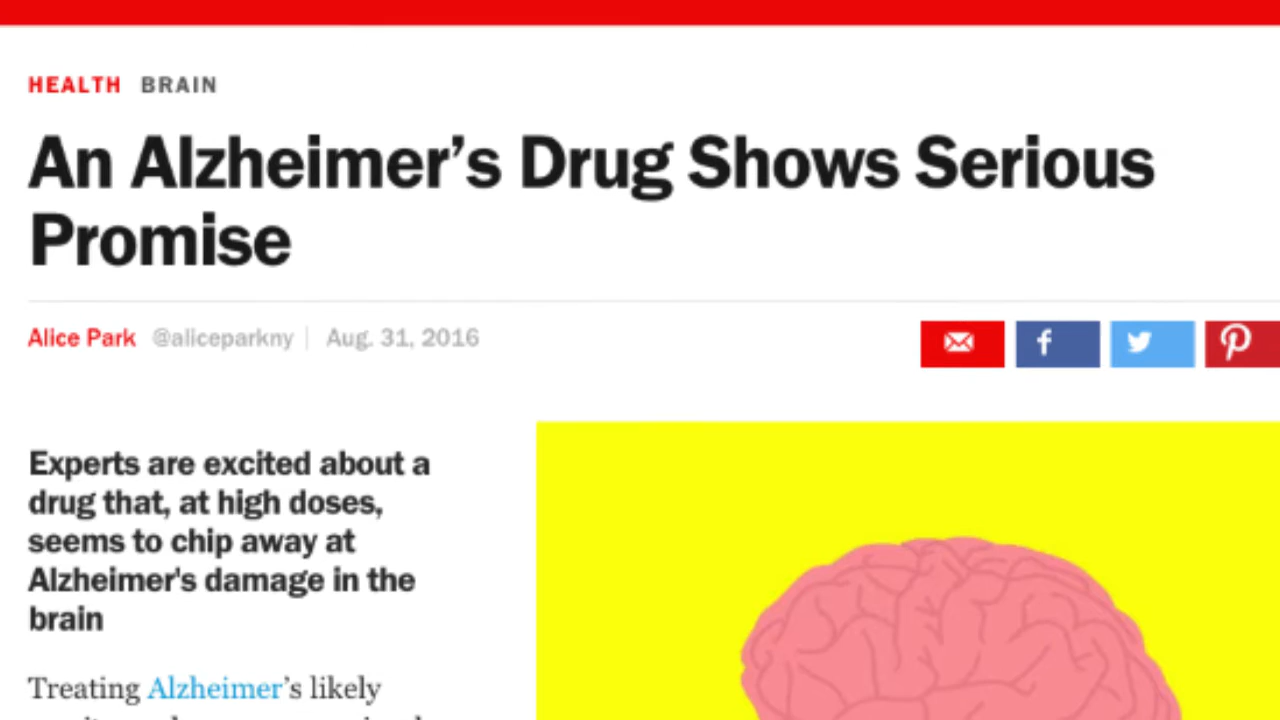 HEALTH BRAIN
An Alzheimer’s Drug Shows Serious
Promise
Alice Park @aliceparkny | Aug. 31, 2016
Experts are excited about a
drug that, at high doses,
seems to chip away at
Alzheimer's damage in the
brain
Treating Alzheimer’s likely